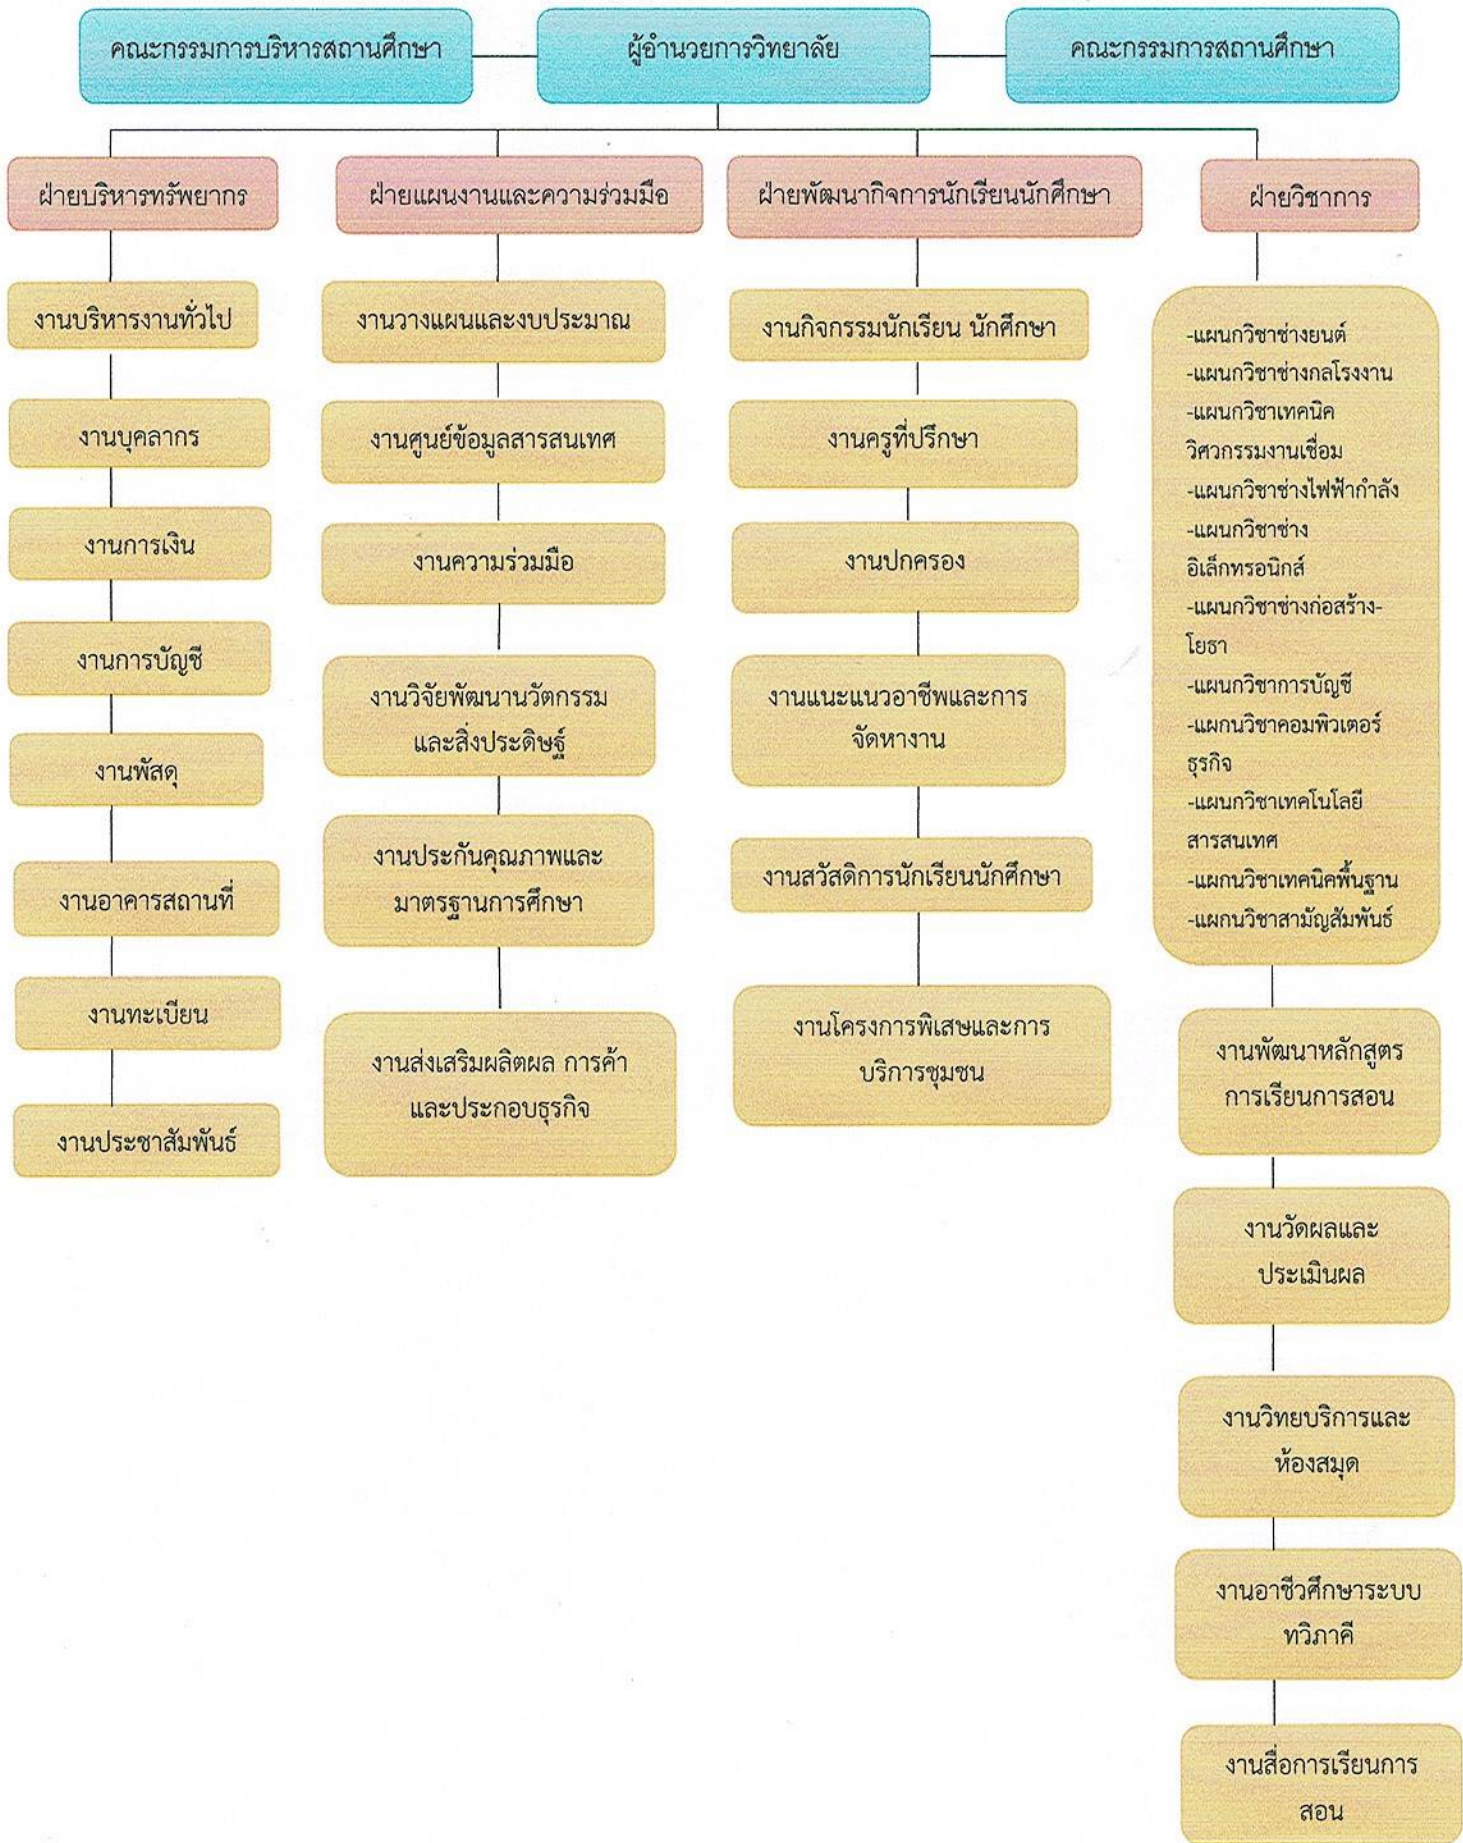 คณะกรรมการบริหารสถานศึกษา
ผู้อำนวยการวิทยาลัย
คณะกรรมการสถานศึกษา
ฝ่ายบริหารทรัพยากร
ฝ่ายแผนงานและความร่วมมือ
ฝ่ายพัฒนากิจการนักเรียนนักศึกษา
ฝ่ายวิชาการ
งานบริหารงานทั่วไป
งานบุคลากร
งานการเงิน
งานการบัญชี
งานพัสดุ
งานอาคารสถานที่
งานทะเบียน
งานประชาสัมพันธ์
งานวางแผนและงบประมาณ
งานศูนย์ข้อมูลสารสนเทศ
งานความร่วมมือ
งานวิจัยพัฒนานวัตกรรม
และสิ่งประดิษฐ์
งานประกันคุณภาพและ
มาตรฐานการศึกษา
งานส่งเสริมผลิตผล การค้า
และประกอบธุรกิจ
งานกิจกรรมนักเรียน นักศึกษา
งานครูที่ปรึกษา
งานปกครอง
งานแนะแนวอาชีพและการ
จัดหางาน
งานสวัสดิการนักเรียนนักศึกษา
งานโครงการพิเศษและการ
บริการชุมชน
-แผนกวิชาช่างยนต์
-แผนกวิชาช่างกลโรงงาน
-แผนกวิชาเทคนิค
วิศวกรรมงานเชื่อม
-แผนกวิชาช่างไฟฟ้ากำลัง
-แผนกวิชาช่าง
อิเล็กทรอนิกส์
-แผนกวิชาช่างก่อสร้าง-
โยธา
-แผนกวิชาการบัญชี
-แผกนวิชาคอมพิวเตอร์
ธุรกิจ
-แผนกวิชาเทคโนโลยี
สารสนเทศ
-แผกนวิชาเทคนิคพื้นฐาน
-แผกนวิชาสามัญสัมพันธ์
งานพัฒนาหลักสูตร
การเรียนการสอน
งานวัดผลและ
ประเมินผล
งานวิทยบริการและ
ห้องสมุด
งานอาชีวศึกษาระบบ
ทวิภาคี
งานสื่อการเรียนการ
สอน